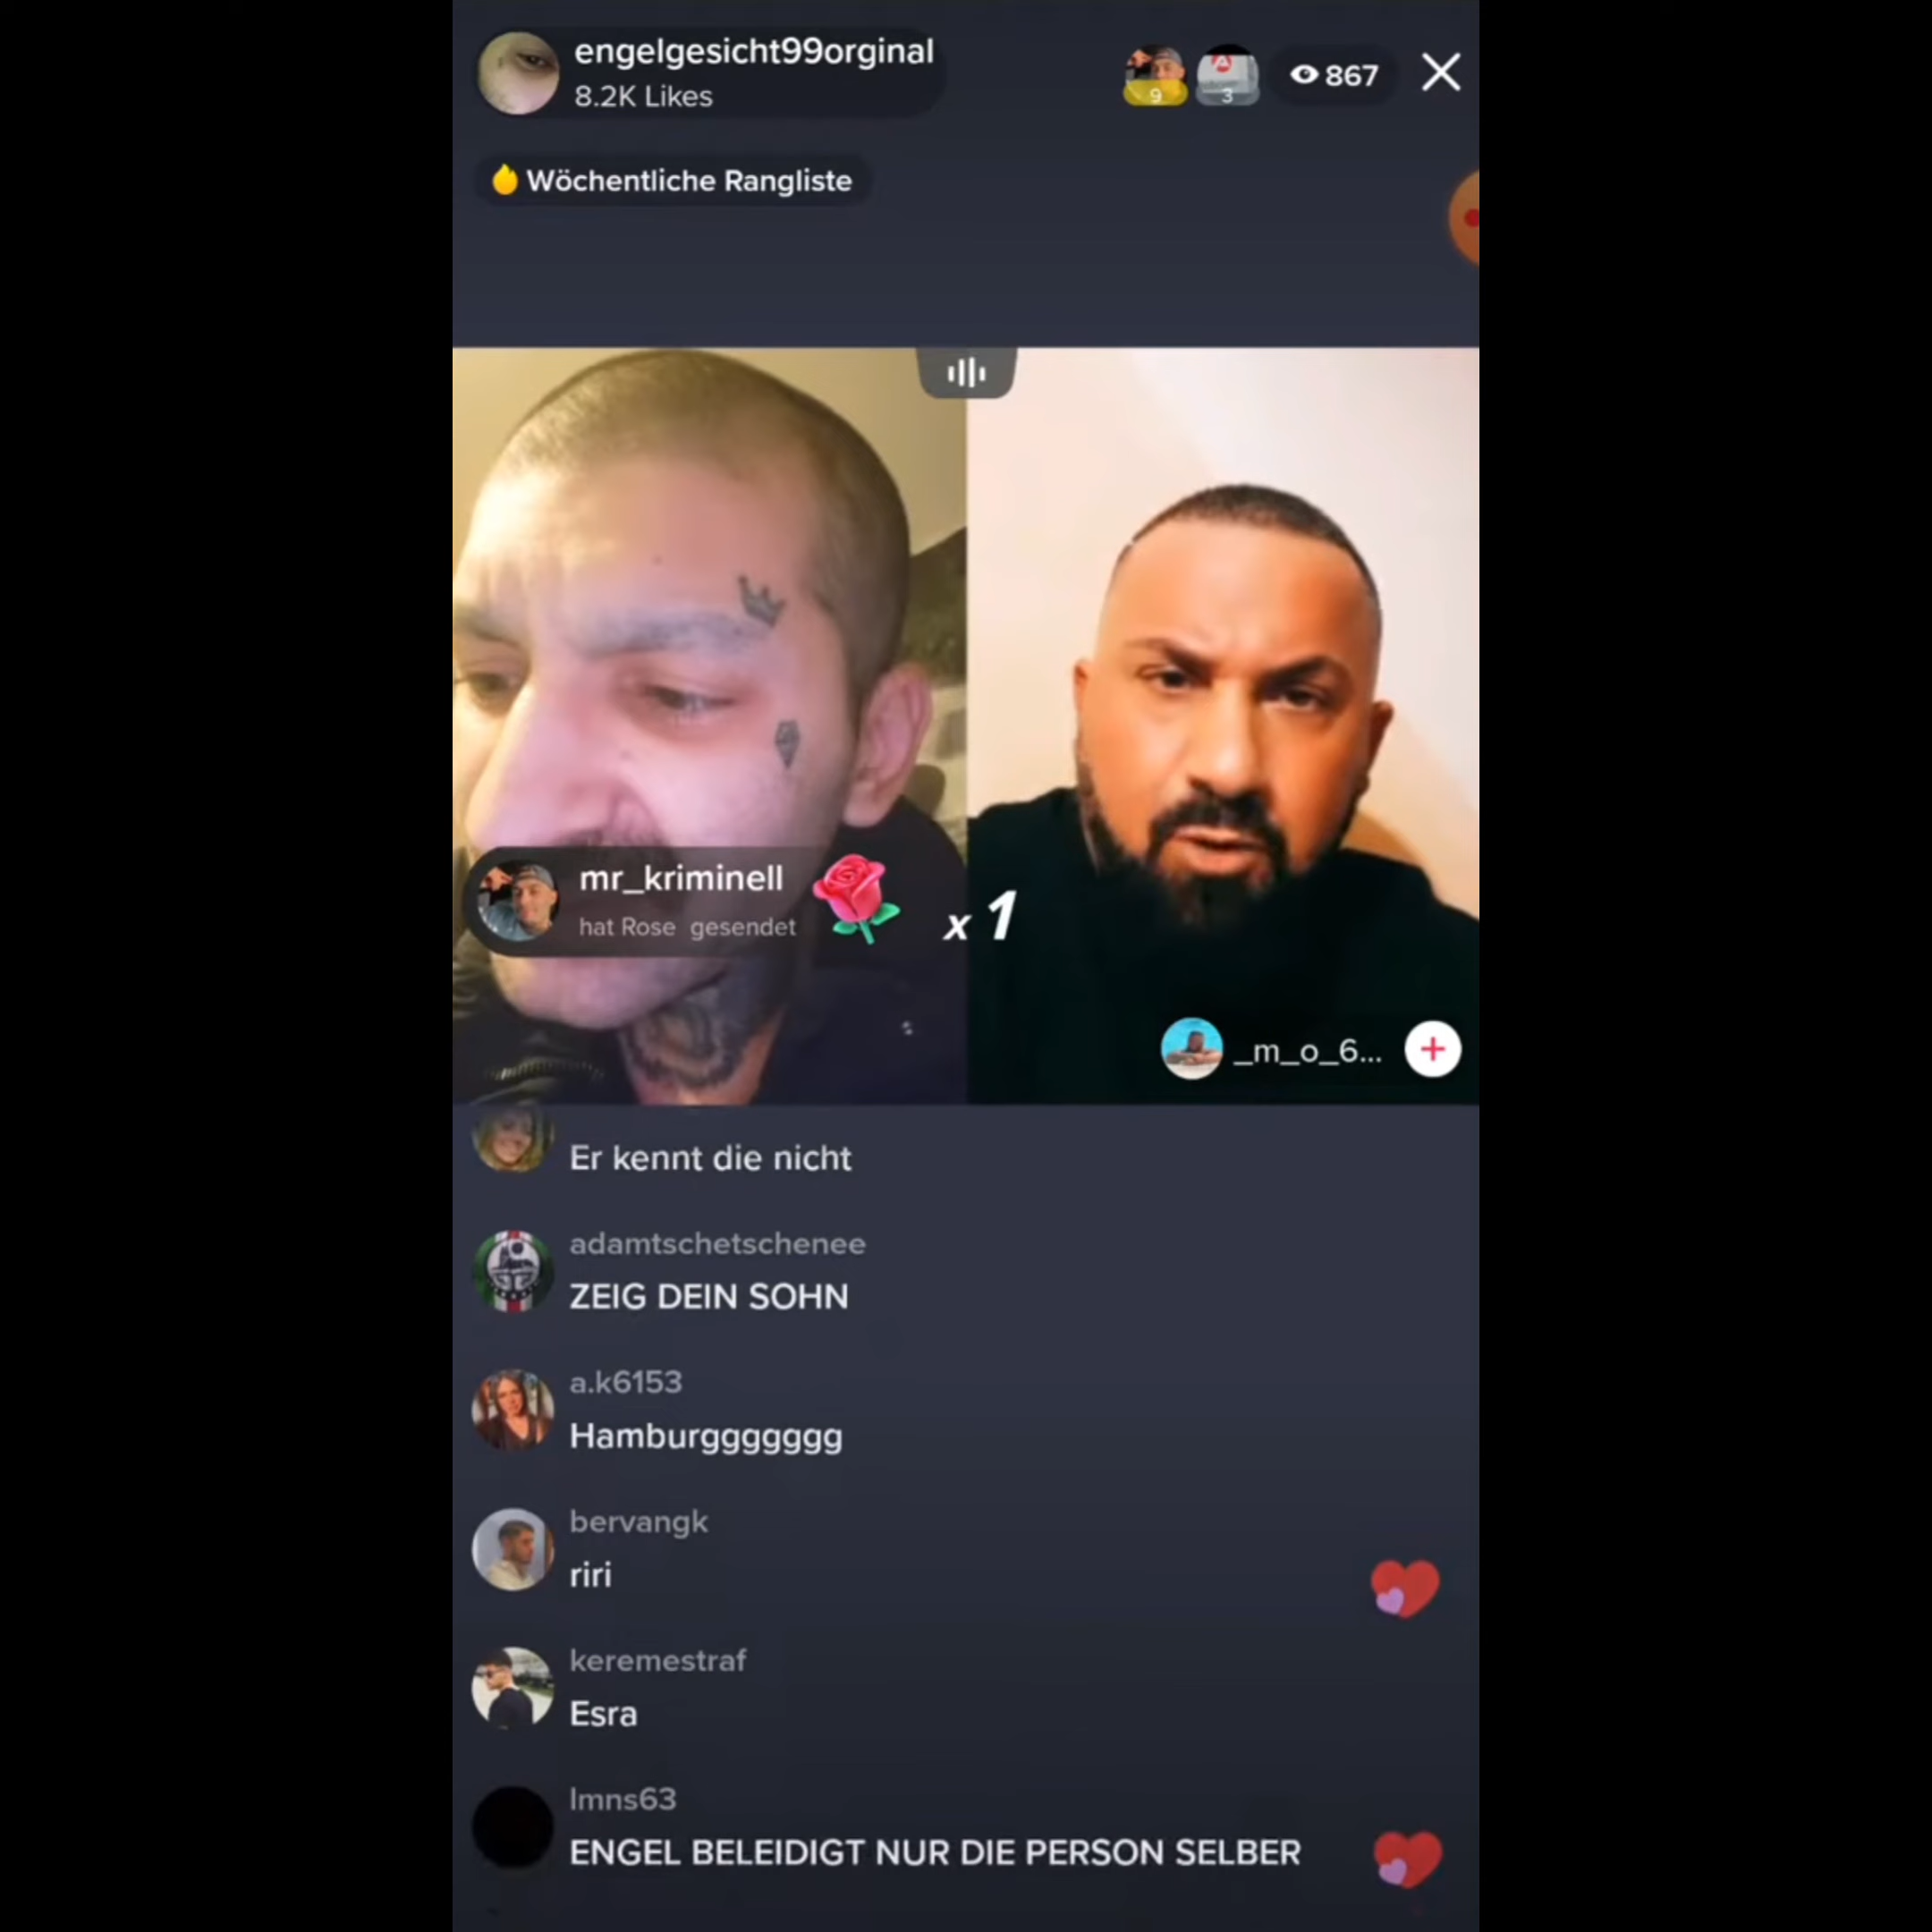 engelgesicht99orginal
8.2K Likes
9
3
867
Wöchentliche Rangliste
mr_kriminell
hat Rose gesendet
x 1
_m_o_6...
Er kennt die nicht
adamtschetschenee
ZEIG DEIN SOHN
a.k6153
Hamburggggggg
bervangk
riri
keremestraf
Esra
lmns63
ENGEL BELEIDIGT NUR DIE PERSON SELBER